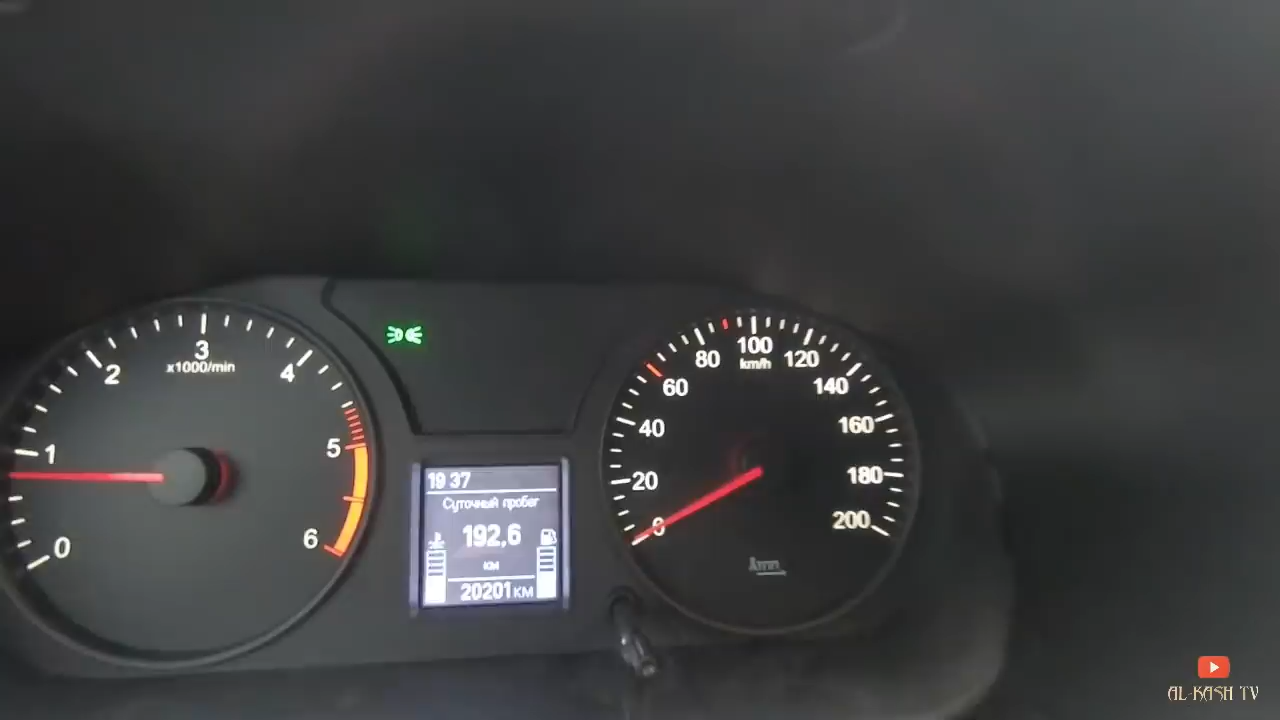 0 1 2 3 4 5 6
x1000/min
19 37
Суточный пробег
192,6
км
20201 км
0 20 40 60 80 100 120 140 160 180 200
km/h
AL-KASH TV